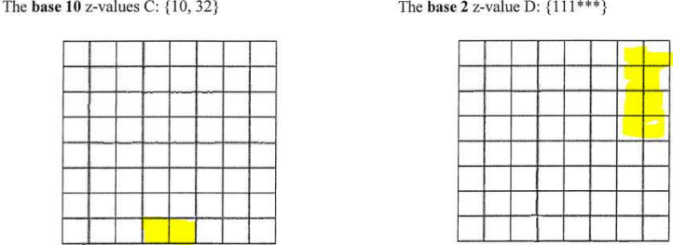 The base 10 z-values C: {10, 32}
The base 2 z-value D: {111***}